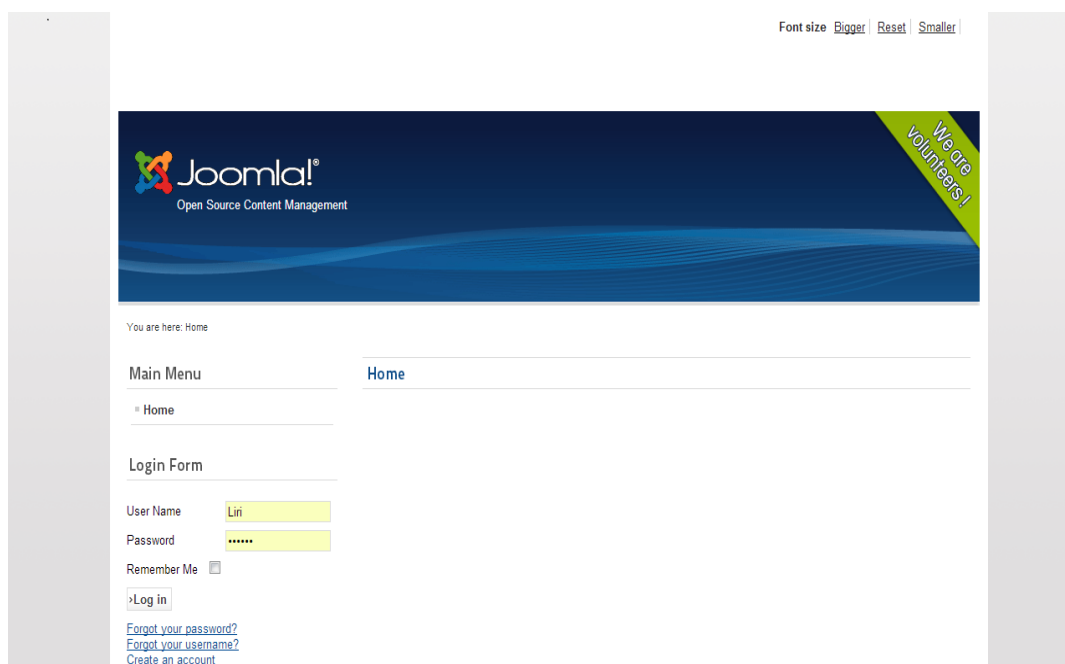 Font size Bigger Reset Smaller
We are
volunteers!
Joomla!®
Open Source Content Management
You are here: Home
Main Menu
Home
Home
Login Form
User Name Liri
Password ••••••
Remember Me
›Log in
Forgot your password?
Forgot your username?
Create an account